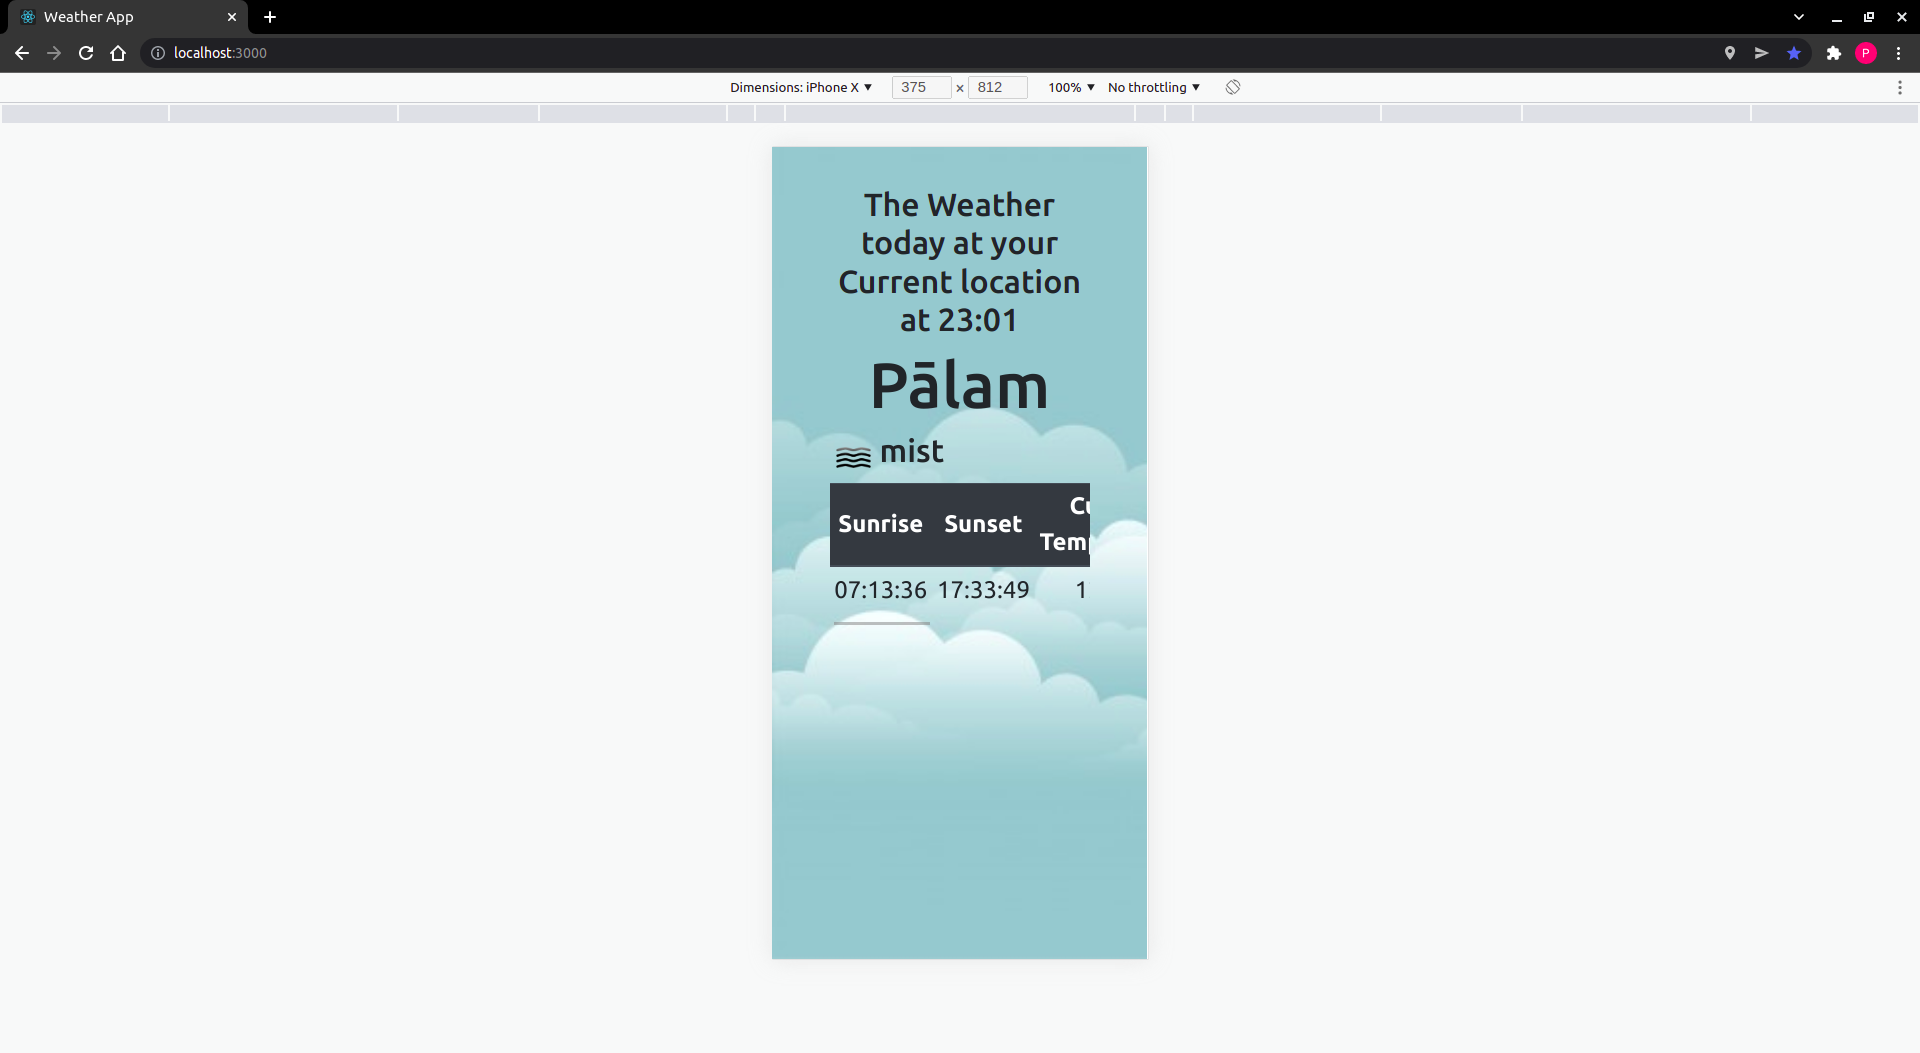 Weather App
localhost:3000
P
Dimensions: iPhone X ▼ 375 × 812 100% ▼ No throttling ▼
The Weather
today at your
Current location
at 23:01
Pālam
mist
Sunrise Sunset Cu
Temp
07:13:36 17:33:49 1